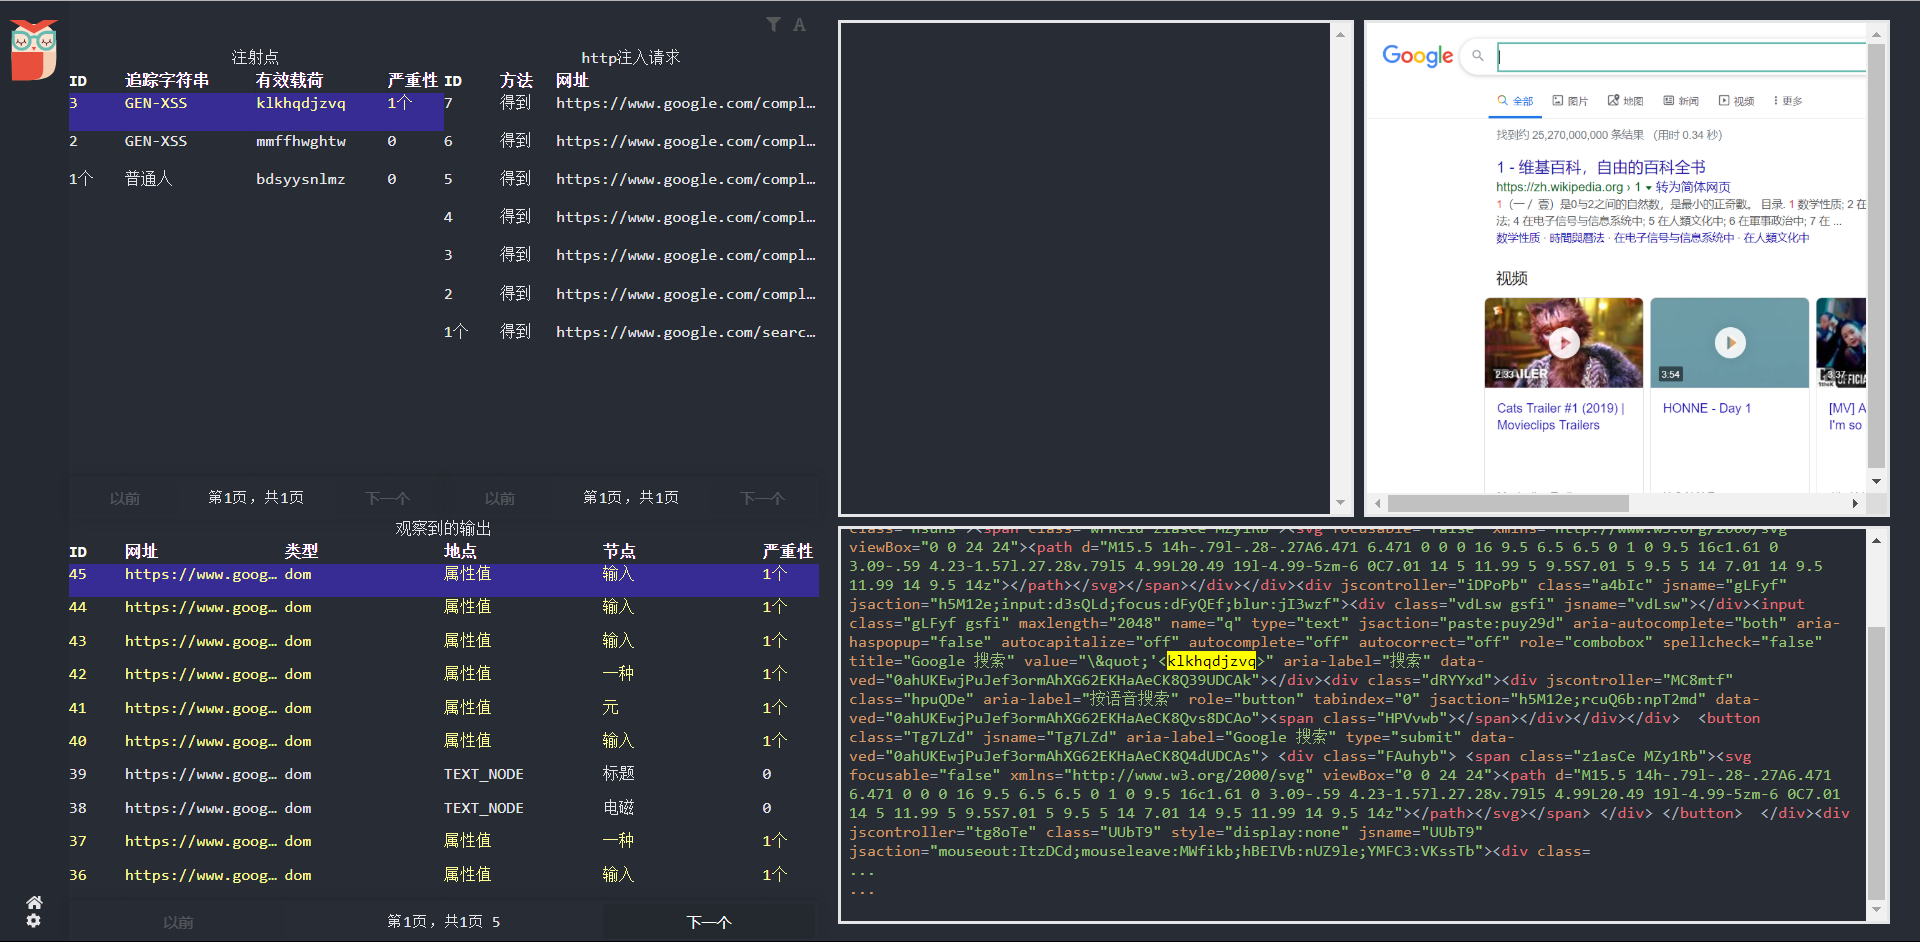 A
注射点
ID 追踪字符串 有效载荷 严重性
3 GEN-XSS klkhqdjzvq 1个
2 GEN-XSS mmffhwghtw 0
1个 普通人 bdsyysnlmz 0
以前 第1页，共1页 下一个
http注入请求
ID 方法 网址
7 得到 https://www.google.com/compl…
6 得到 https://www.google.com/compl…
5 得到 https://www.google.com/compl…
4 得到 https://www.google.com/compl…
3 得到 https://www.google.com/compl…
2 得到 https://www.google.com/compl…
1个 得到 https://www.google.com/searc…
以前 第1页，共1页 下一个
观察到的输出
ID 网址 类型 地点 节点 严重性
45 https://www.goog… dom 属性值 输入 1个
44 https://www.goog… dom 属性值 输入 1个
43 https://www.goog… dom 属性值 输入 1个
42 https://www.goog… dom 属性值 一种 1个
41 https://www.goog… dom 属性值 元 1个
40 https://www.goog… dom 属性值 输入 1个
39 https://www.goog… dom TEXT_NODE 标题 0
38 https://www.goog… dom TEXT_NODE 电磁 0
37 https://www.goog… dom 属性值 一种 1个
36 https://www.goog… dom 属性值 输入 1个
以前 第1页，共1页 5 下一个
Google
全部 图片 地图 新闻 视频 更多
找到约 25,270,000,000 条结果 （用时 0.34 秒）
1 - 维基百科，自由的百科全书
https://zh.wikipedia.org › 1 ▾ 转为简体网页
1（一 / 壹）是0与2之间的自然数，是最小的正奇數。 目录. 1 数学性质; 2 在
法; 4 在电子信号与信息系统中; 5 在人類文化中; 6 在軍事政治中; 7 在 ...
数学性质 · 時間與曆法 · 在电子信号与信息系统中 · 在人類文化中
视频
2:33
3:54
3:37
Cats Trailer #1 (2019) |
Movieclips Trailers
HONNE - Day 1
[MV] A
I'm so
class="hsuHs"><span class="wFncld z1asCe MZy1Rb"><svg focusable="false" xmlns="http://www.w3.org/2000/svg"
viewBox="0 0 24 24"><path d="M15.5 14h-.79l-.28-.27A6.471 6.471 0 0 0 16 9.5 6.5 6.5 0 1 0 9.5 16c1.61 0
3.09-.59 4.23-1.57l.27.28v.79l5 4.99L20.49 19l-4.99-5zm-6 0C7.01 14 5 11.99 5 9.5S7.01 5 9.5 5 14 7.01 14 9.5
11.99 14 9.5 14z"></path></svg></span></div></div><div jscontroller="iDPoPb" class="a4bIc" jsname="gLFyf"
jsaction="h5M12e;input:d3sQLd;focus:dFyQEf;blur:jI3wzf"><div class="vdLsw gsfi" jsname="vdLsw"></div><input
class="gLFyf gsfi" maxlength="2048" name="q" type="text" jsaction="paste:puy29d" aria-autocomplete="both" aria-
haspopup="false" autocapitalize="off" autocomplete="off" autocorrect="off" role="combobox" spellcheck="false"
title="Google 搜索" value="\&quot;'<klkhqdjzvq>" aria-label="搜索" data-
ved="0ahUKEwjPuJef3ormAhXG62EKHaAeCK8Q39UDCAk"></div><div class="dRYYxd"><div jscontroller="MC8mtf"
class="hpuQDe" aria-label="按语音搜索" role="button" tabindex="0" jsaction="h5M12e;rcuQ6b:npT2md" data-
ved="0ahUKEwjPuJef3ormAhXG62EKHaAeCK8Qvs8DCAo"><span class="HPVvwb"></span></div></div></div> <button
class="Tg7LZd" jsname="Tg7LZd" aria-label="Google 搜索" type="submit" data-
ved="0ahUKEwjPuJef3ormAhXG62EKHaAeCK8Q4dUDCAs"> <div class="FAuhyb"> <span class="z1asCe MZy1Rb"><svg
focusable="false" xmlns="http://www.w3.org/2000/svg" viewBox="0 0 24 24"><path d="M15.5 14h-.79l-.28-.27A6.471
6.471 0 0 0 16 9.5 6.5 6.5 0 1 0 9.5 16c1.61 0 3.09-.59 4.23-1.57l.27.28v.79l5 4.99L20.49 19l-4.99-5zm-6 0C7.01
14 5 11.99 5 9.5S7.01 5 9.5 5 14 7.01 14 9.5 11.99 14 9.5 14z"></path></svg></span> </div> </button> </div><div
jscontroller="tg8oTe" class="UUbT9" style="display:none" jsname="UUbT9"
jsaction="mouseout:ItzDCd;mouseleave:MWfikb;hBEIVb:nUZ9le;YMFC3:VKssTb"><div class=
...
...